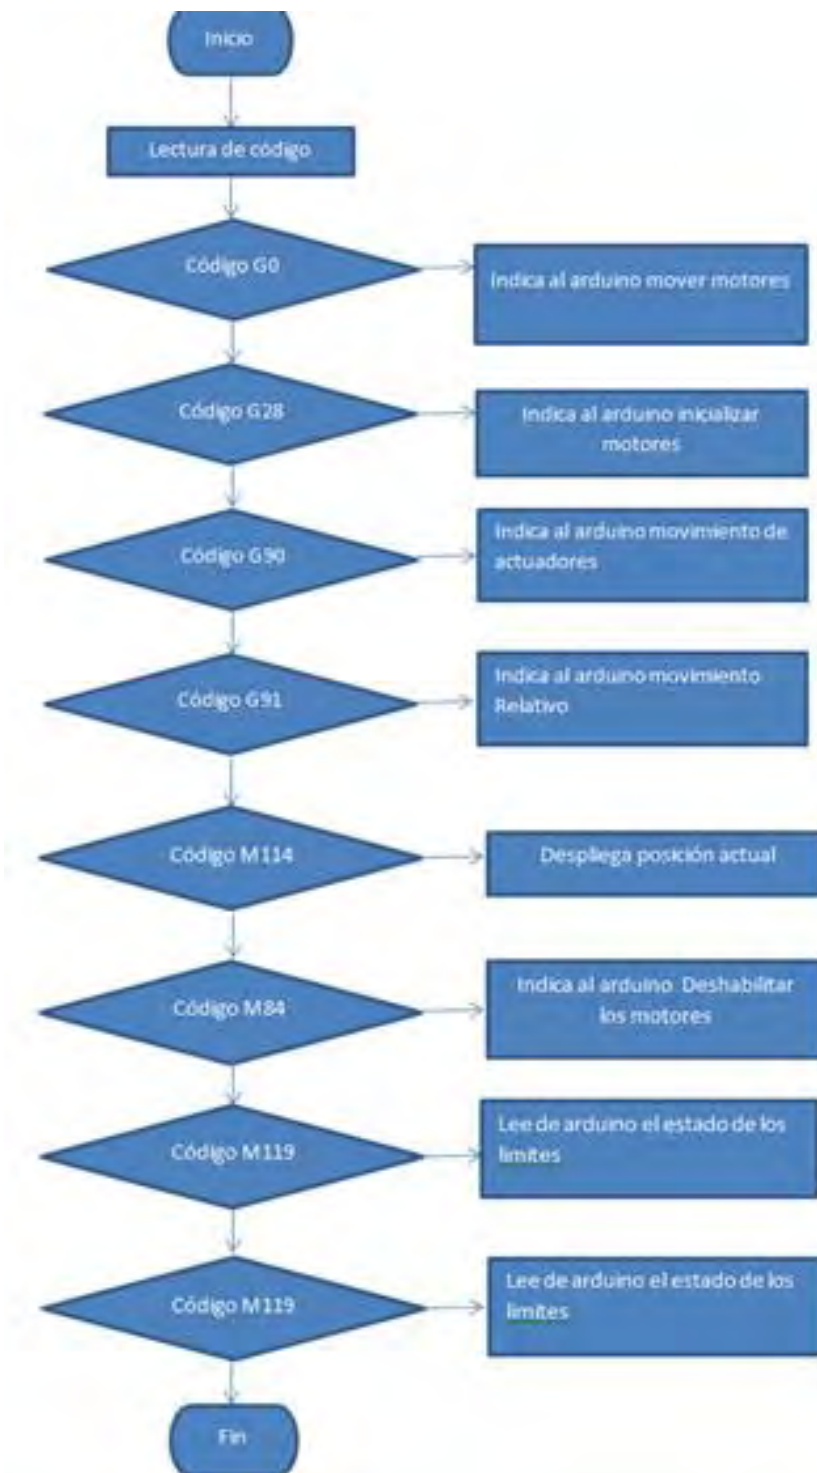 Inicio
Lectura de código
Código G0
Indica al arduino mover motores
Código G28
Indica al arduino inicializar
motores
Código G90
Indica al arduino movimiento de
actuadores
Código G91
Indica al arduino movimiento
Relativo
Código M114
Despliega posición actual
Código M84
Indica al arduino Deshabilitar
los motores
Código M119
Lee de arduino el estado de los
limites
Código M119
Lee de arduino el estado de los
limites
Fin